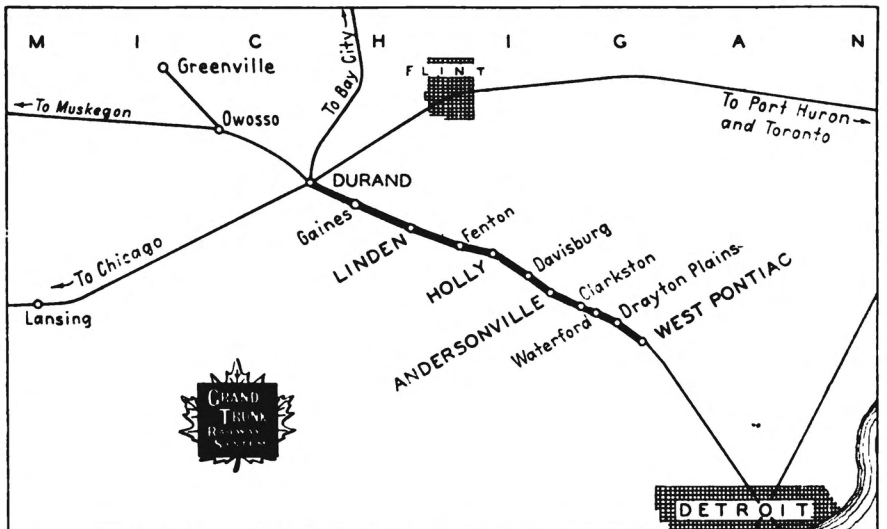 MICHIGAN
Greenville
To Bay City
FLINT
To Muskegon
Owosso
To Port Huron
and Toronto
DURAND
Gaines
LINDEN
Fenton
HOLLY
Davisburg
To Chicago
Lansing
ANDERSONVILLE
Clarkston
Waterford
Drayton Plains
WEST PONTIAC
GRAND
TRUNK
RAILWAY
SYSTEM
DETROIT